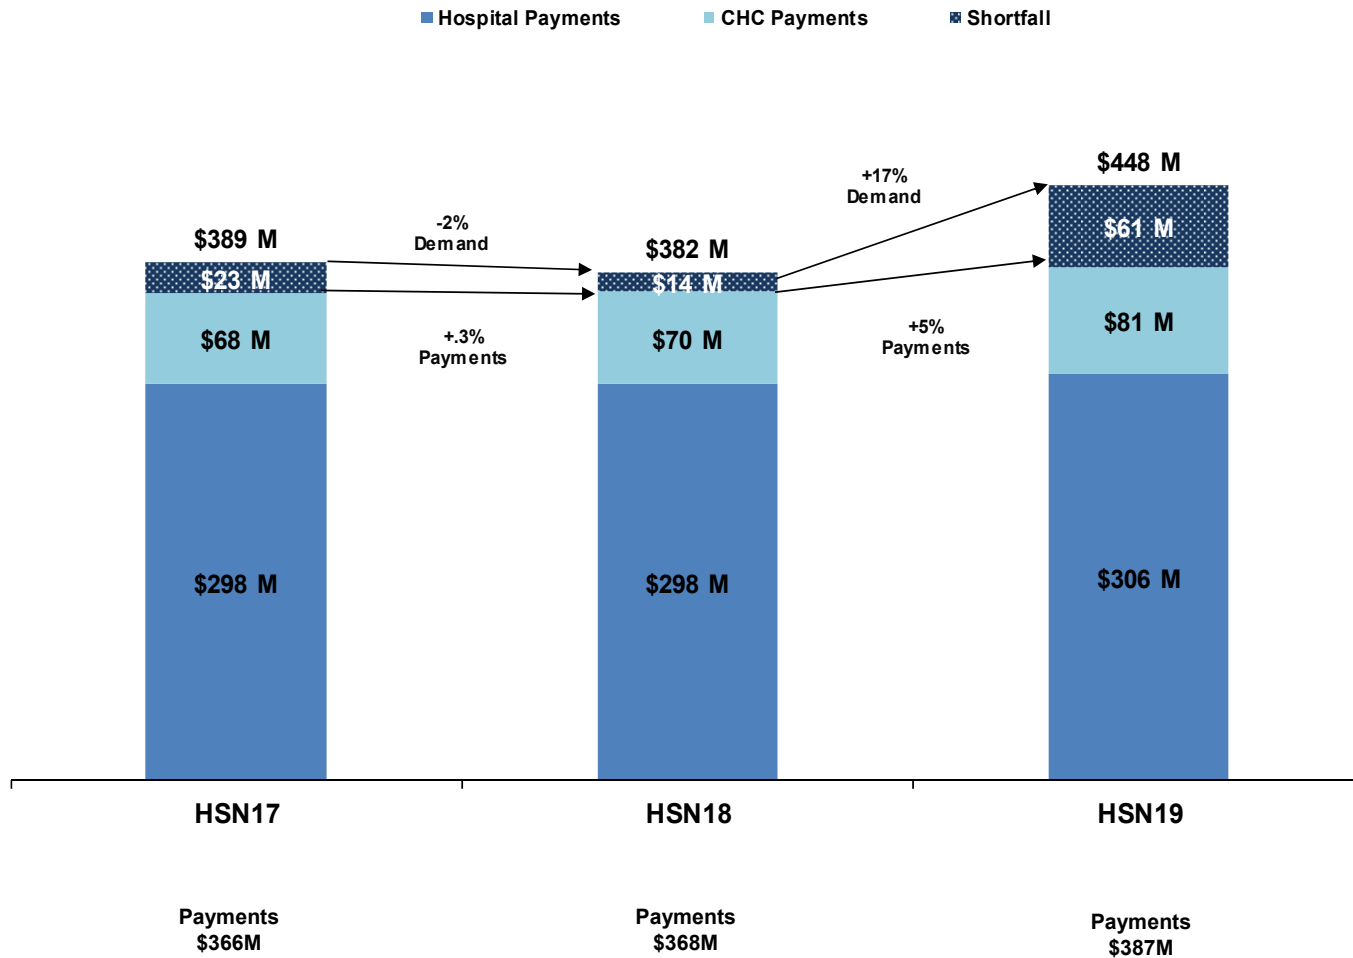 Hospital Payments CHC Payments Shortfall
$448 M
+17%
Demand
$389 M
-2%
Demand
$382 M
$61 M
$23 M
$14 M
$68 M
+.3%
Payments
$70 M
+5%
Payments
$81 M
$298 M
$298 M
$306 M
HSN17 HSN18 HSN19
Payments
$366M
Payments
$368M
Payments
$387M